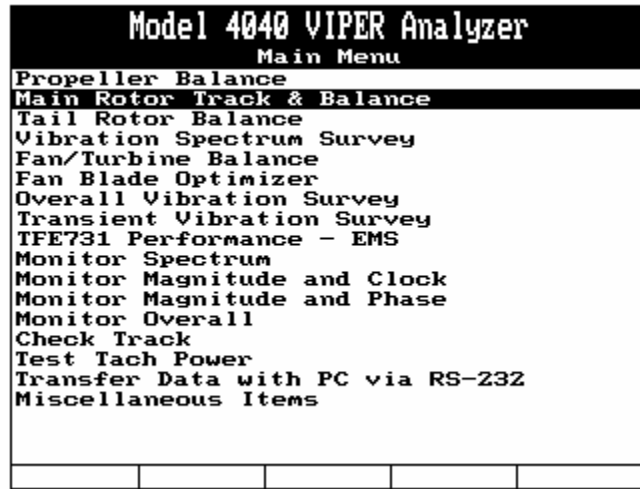 Model 4040 VIPER Analyzer
Main Menu
Propeller Balance
Main Rotor Track & Balance
Tail Rotor Balance
Vibration Spectrum Survey
Fan/Turbine Balance
Fan Blade Optimizer
Overall Vibration Survey
Transient Vibration Survey
TFE731 Performance - EMS
Monitor Spectrum
Monitor Magnitude and Clock
Monitor Magnitude and Phase
Monitor Overall
Check Track
Test Tach Power
Transfer Data with PC via RS-232
Miscellaneous Items